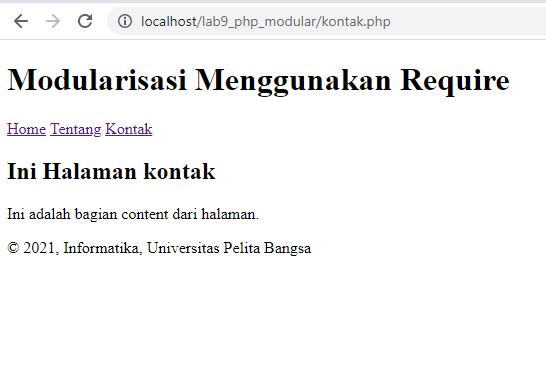 localhost/lab9_php_modular/kontak.php
Modularisasi Menggunakan Require
Home Tentang Kontak
Ini Halaman kontak
Ini adalah bagian content dari halaman.
© 2021, Informatika, Universitas Pelita Bangsa